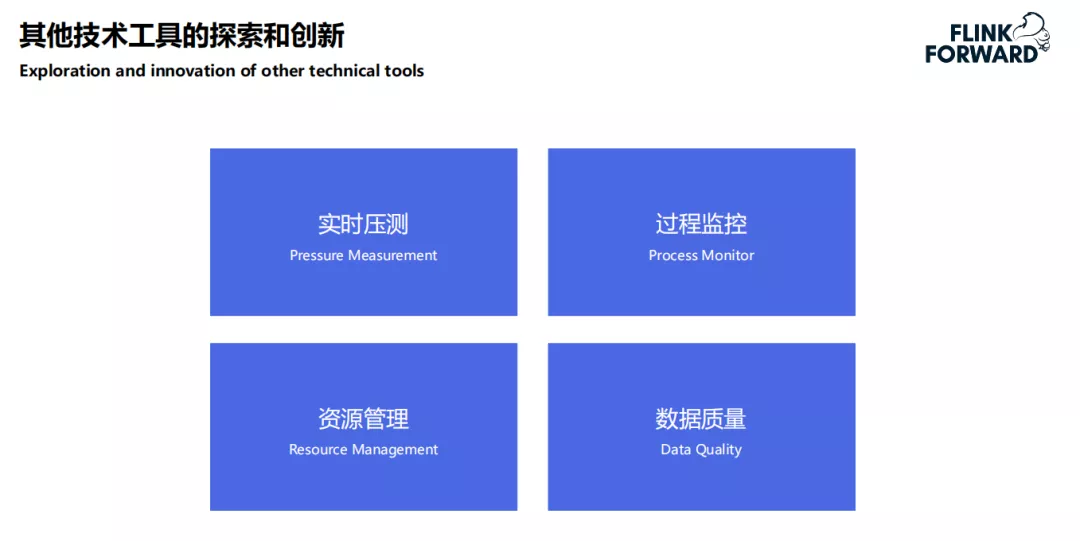 其他技术工具的探索和创新
Exploration and innovation of other technical tools
FLINK
FORWARD
实时压测
Pressure Measurement
过程监控
Process Monitor
资源管理
Resource Management
数据质量
Data Quality